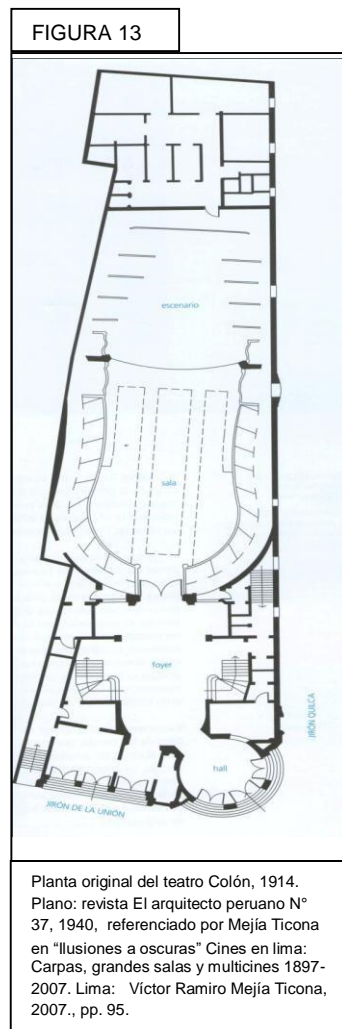 FIGURA 13
escenario
sala
foyer
hall
JIRÓN QUILCA
JIRÓN DE LA UNIÓN
Planta original del teatro Colón, 1914.
Plano: revista El arquitecto peruano N°
37, 1940, referenciado por Mejía Ticona
en “Ilusiones a oscuras” Cines en lima:
Carpas, grandes salas y multicines 1897-
2007. Lima: Víctor Ramiro Mejía Ticona,
2007., pp. 95.